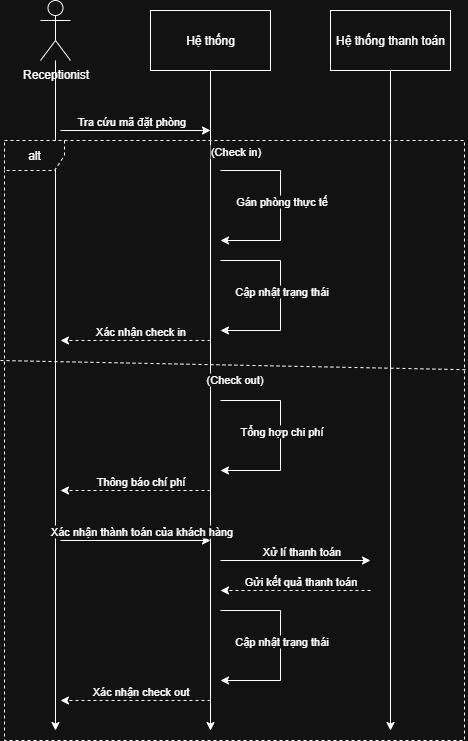 Hệ thống
Hệ thống thanh toán
Receptionist
Tra cứu mã đặt phòng
alt
(Check in)
Gán phòng thực tế
Cập nhật trạng thái
Xác nhận check in
(Check out)
Tổng hợp chi phí
Thông báo chí phí
Xác nhận thành toán của khách hàng
Xử lí thanh toán
Gửi kết quả thanh toán
Cập nhật trạng thái
Xác nhận check out